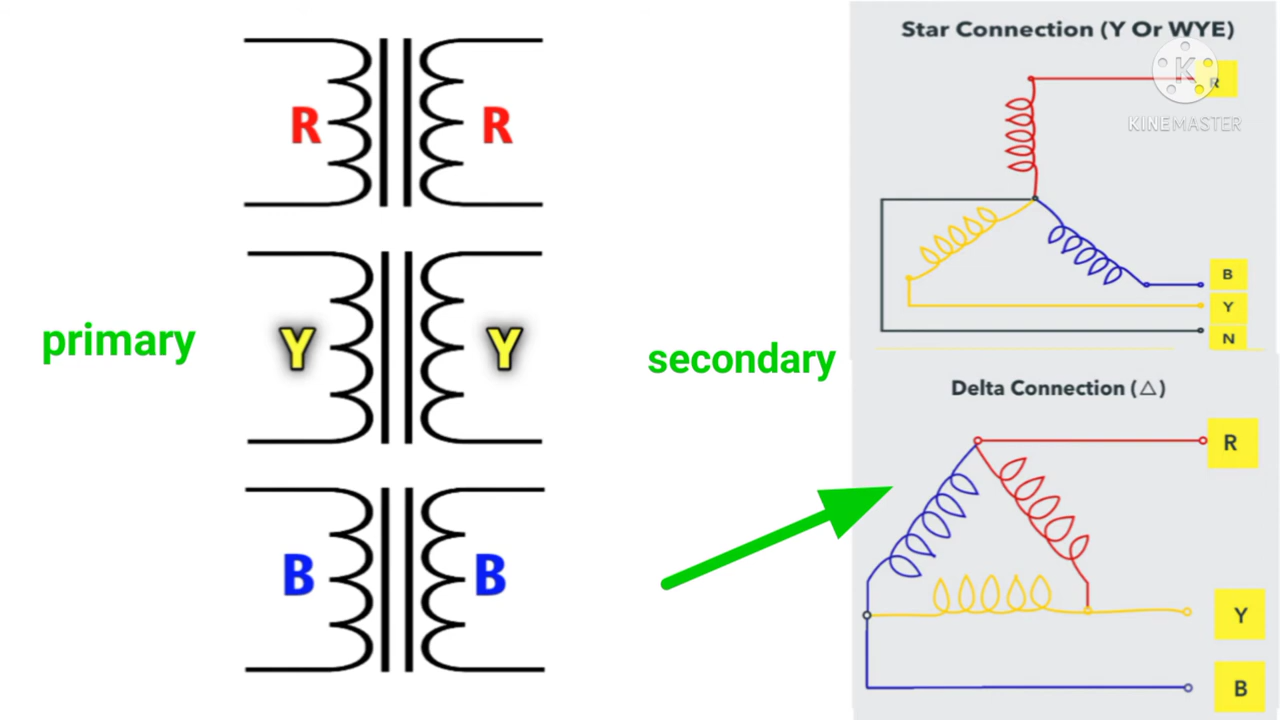 primary
R
R
Y
Y
B
B
secondary
Star Connection (Y Or WYE)
R
KINEMASTER
B
Y
N
Delta Connection (△)
R
Y
B